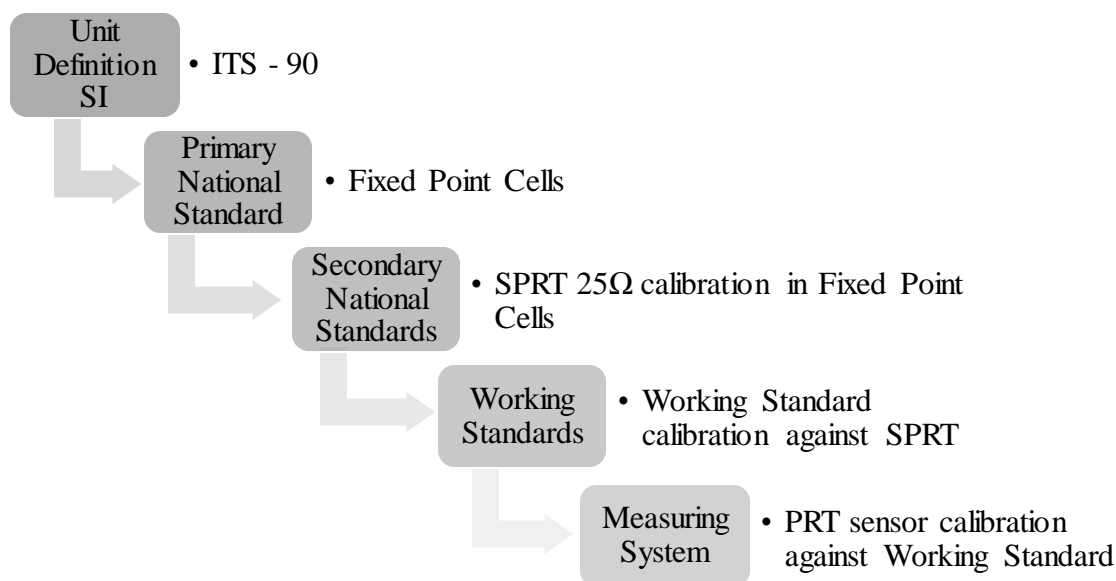 Unit
Definition
SI
• ITS - 90
Primary
National
Standard
• Fixed Point Cells
Secondary
National
Standards
• SPRT 25Ω calibration in Fixed Point
Cells
Working
Standards
• Working Standard
calibration against SPRT
Measuring
System
• PRT sensor calibration
against Working Standard